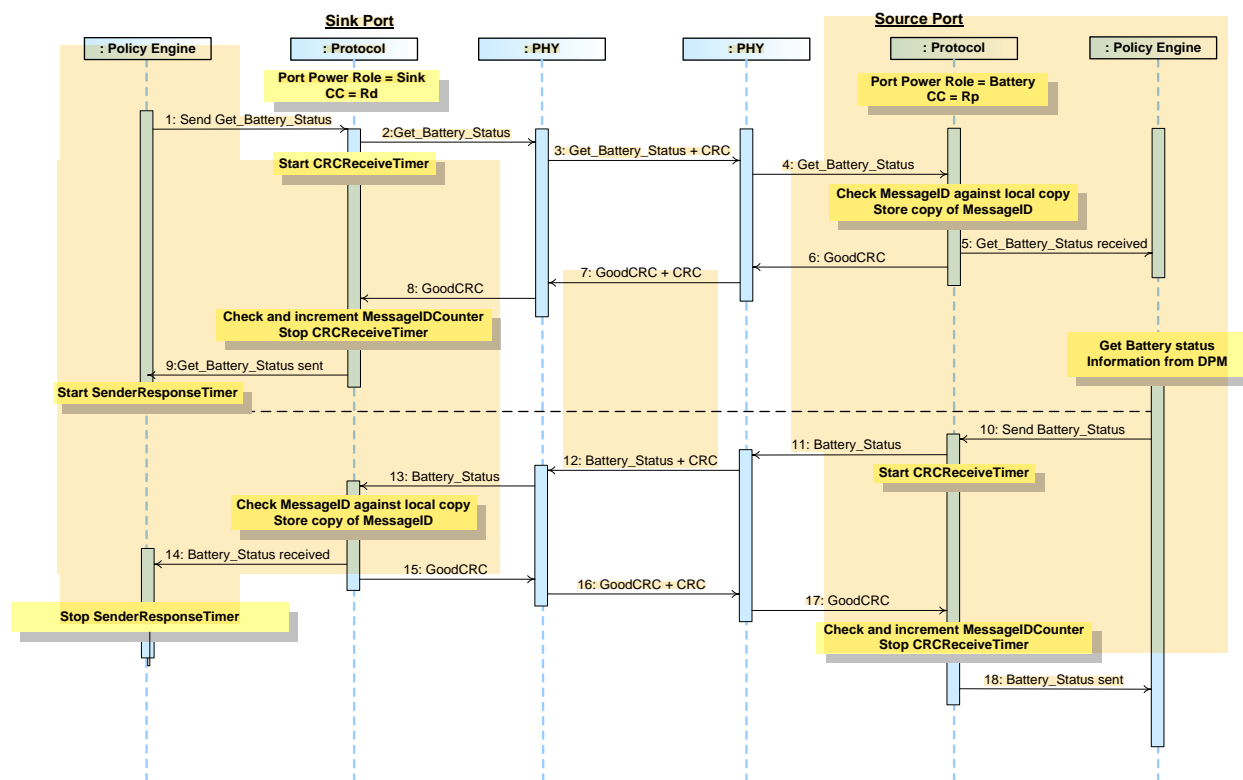 Sink Port
Source Port
: Policy Engine
: Protocol
: PHY
: PHY
: Protocol
: Policy Engine
Port Power Role = Sink
CC = Rd
Port Power Role = Battery
CC = Rp
1: Send Get_Battery_Status
2:Get_Battery_Status
Start CRCReceiveTimer
3: Get_Battery_Status + CRC
4: Get_Battery_Status
Check MessageID against local copy
Store copy of MessageID
5: Get_Battery_Status received
6: GoodCRC
7: GoodCRC + CRC
8: GoodCRC
Check and increment MessageIDCounter
Stop CRCReceiveTimer
Get Battery status
Information from DPM
9:Get_Battery_Status sent
Start SenderResponseTimer
10: Send Battery_Status
11: Battery_Status
Start CRCReceiveTimer
12: Battery_Status + CRC
13: Battery_Status
Check MessageID against local copy
Store copy of MessageID
14: Battery_Status received
15: GoodCRC
16: GoodCRC + CRC
17: GoodCRC
Stop SenderResponseTimer
Check and increment MessageIDCounter
Stop CRCReceiveTimer
18: Battery_Status sent